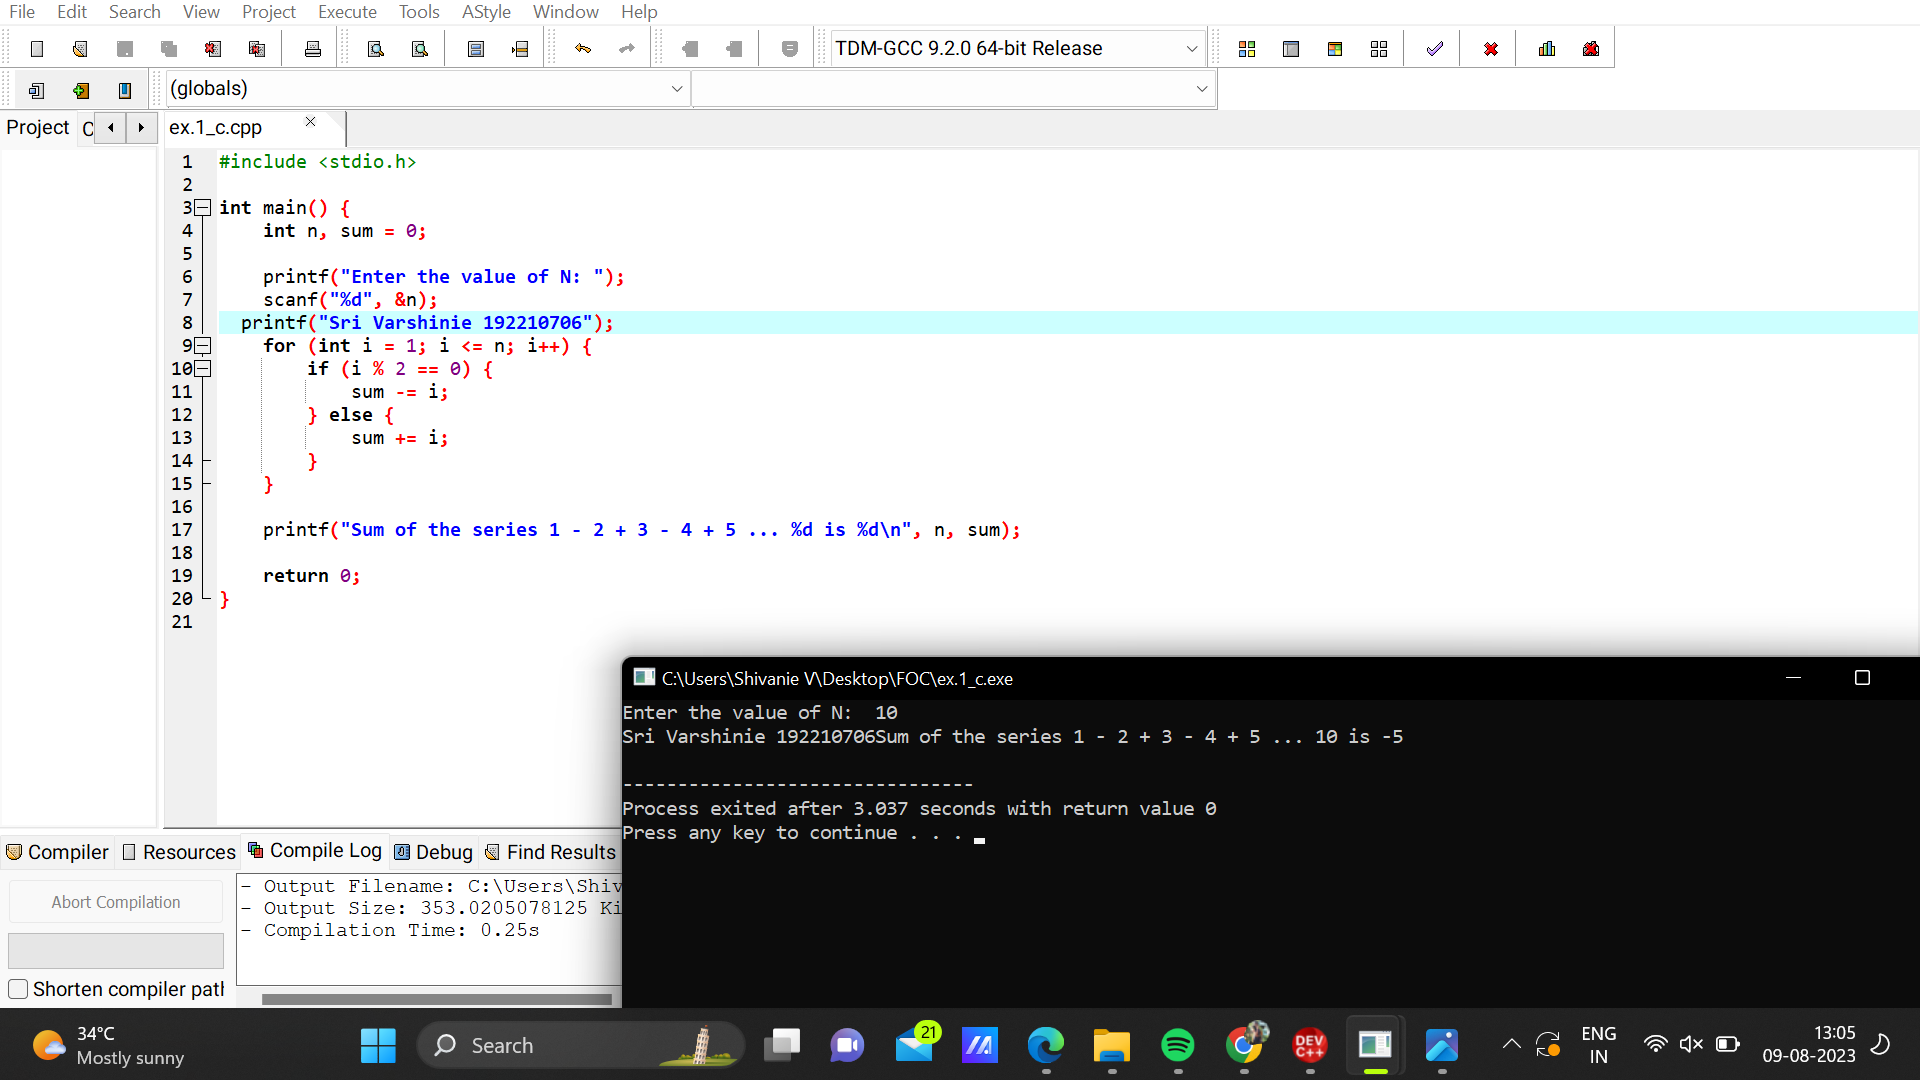 File Edit Search View Project Execute Tools AStyle Window Help
TDM-GCC 9.2.0 64-bit Release
(globals)
Project C
ex.1_c.cpp
1 #include <stdio.h>
2
3 int main() {
4 int n, sum = 0;
5
6 printf("Enter the value of N: ");
7 scanf("%d", &n);
8 printf("Sri Varshinie 192210706");
9 for (int i = 1; i <= n; i++) {
10 if (i % 2 == 0) {
11 sum -= i;
12 } else {
13 sum += i;
14 }
15 }
16
17 printf("Sum of the series 1 - 2 + 3 - 4 + 5 ... %d is %d\n", n, sum);
18
19 return 0;
20 }
21
C:\Users\Shivanie V\Desktop\FOC\ex.1_c.exe
Enter the value of N:  10
Sri Varshinie 192210706Sum of the series 1 - 2 + 3 - 4 + 5 ... 10 is -5
--------------------------------
Process exited after 3.037 seconds with return value 0
Press any key to continue . . .
Compiler Resources Compile Log Debug Find Results
Abort Compilation
Shorten compiler path
- Output Filename: C:\Users\Shiv
- Output Size: 353.0205078125 Ki
- Compilation Time: 0.25s
34°C
Mostly sunny
Search
21
DEV
C++
ENG
IN
13:05
09-08-2023